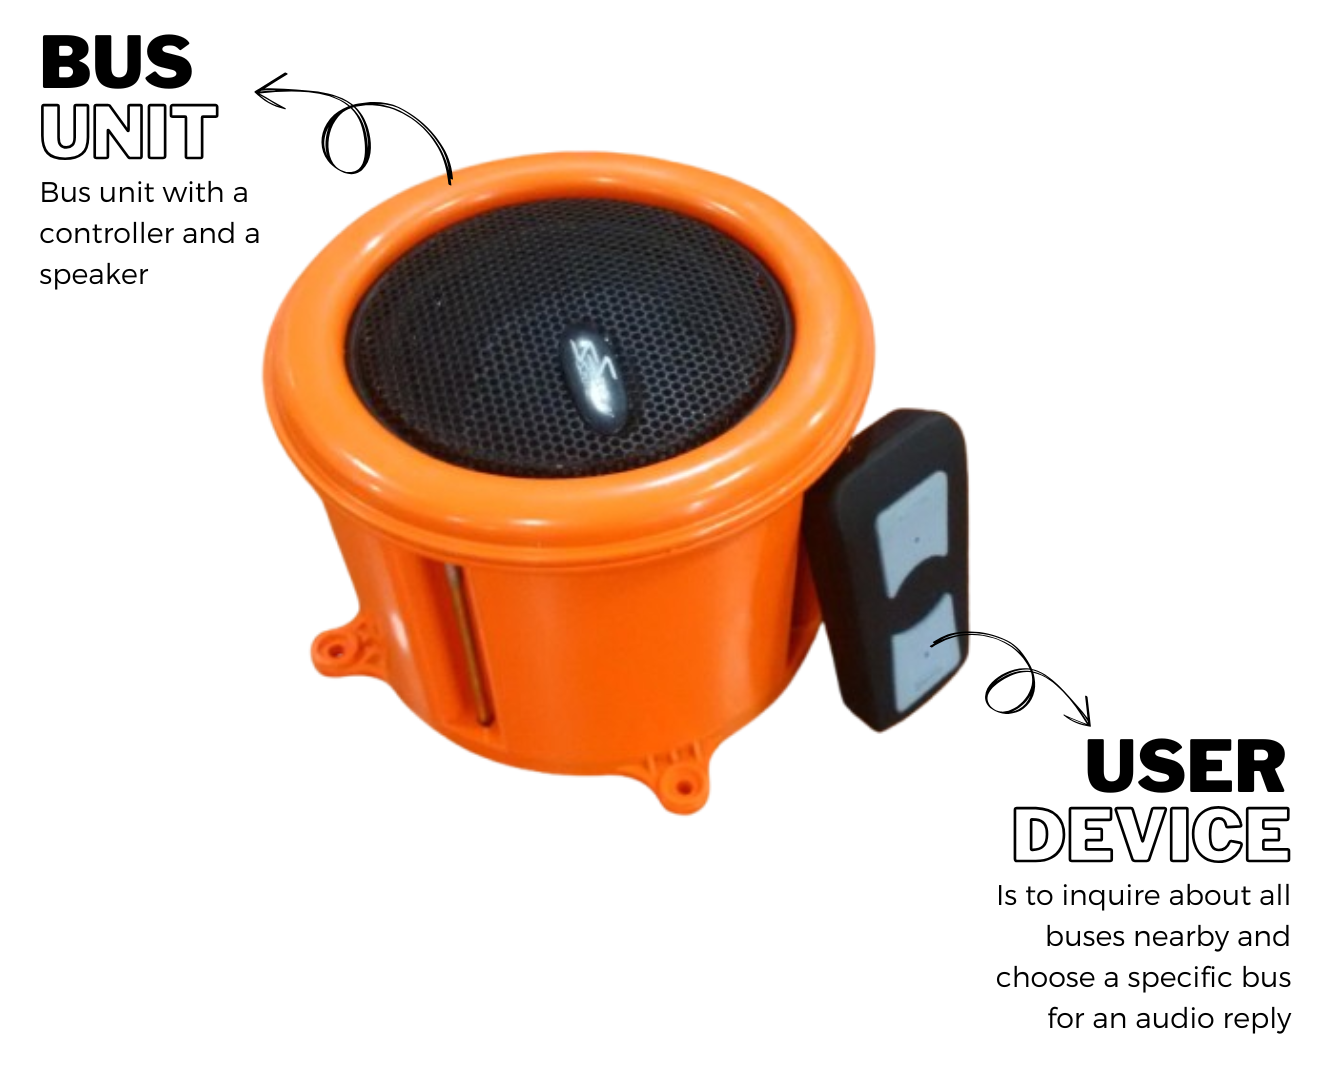 BUS
UNIT
Bus unit with a
controller and a
speaker
USER
DEVICE
Is to inquire about all
buses nearby and
choose a specific bus
for an audio reply